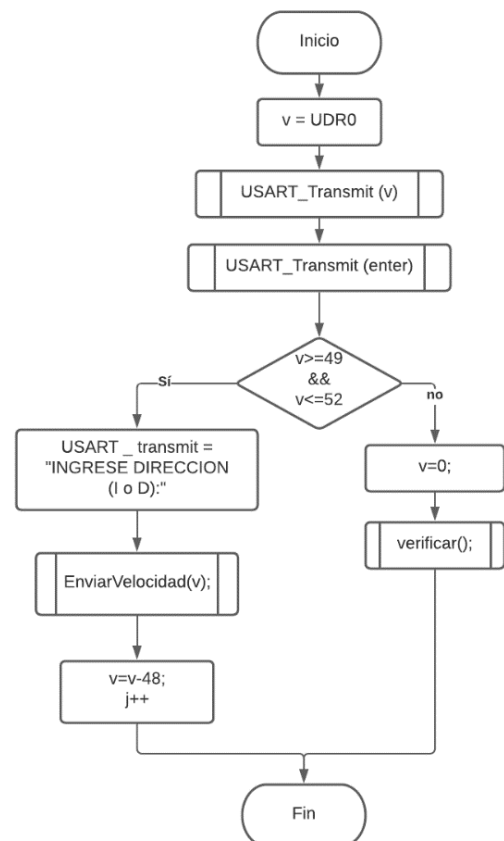 Inicio
v = UDR0
USART_Transmit (v)
USART_Transmit (enter)
v>=49
&&
v<=52
Sí
no
USART _ transmit =
"INGRESE DIRECCION
(I o D):"
v=0;
EnviarVelocidad(v);
verificar();
v=v-48;
j++
Fin